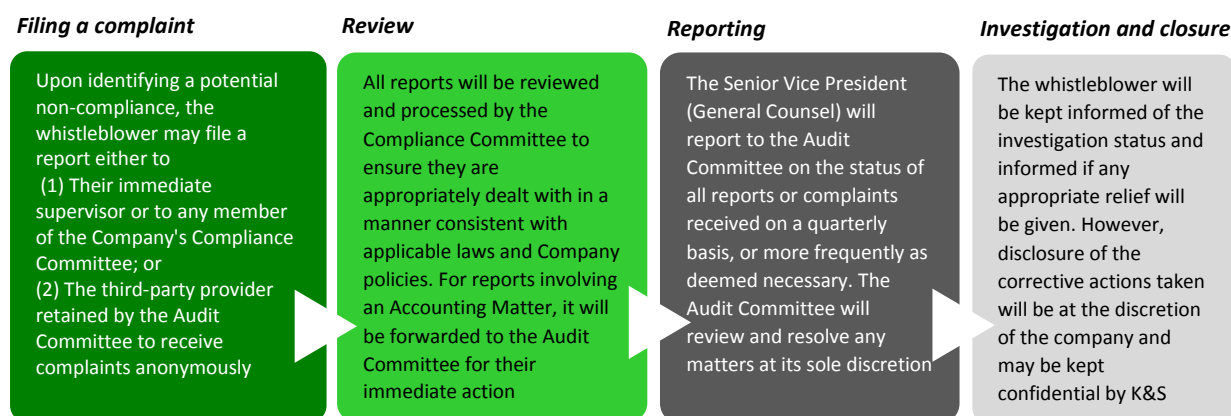 Filing a complaint
Upon identifying a potential
non-compliance, the
whistleblower may file a
report either to
(1) Their immediate
supervisor or to any member
of the Company's Compliance
Committee; or
(2) The third-party provider
retained by the Audit
Committee to receive
complaints anonymously
Review
All reports will be reviewed
and processed by the
Compliance Committee to
ensure they are
appropriately dealt with in a
manner consistent with
applicable laws and Company
policies. For reports involving
an Accounting Matter, it will
be forwarded to the Audit
Committee for their
immediate action
Reporting
The Senior Vice President
(General Counsel) will
report to the Audit
Committee on the status of
all reports or complaints
received on a quarterly
basis, or more frequently as
deemed necessary. The
Audit Committee will
review and resolve any
matters at its sole discretion
Investigation and closure
The whistleblower will
be kept informed of the
investigation status and
informed if any
appropriate relief will
be given. However,
disclosure of the
corrective actions taken
will be at the discretion
of the company and
may be kept
confidential by K&S